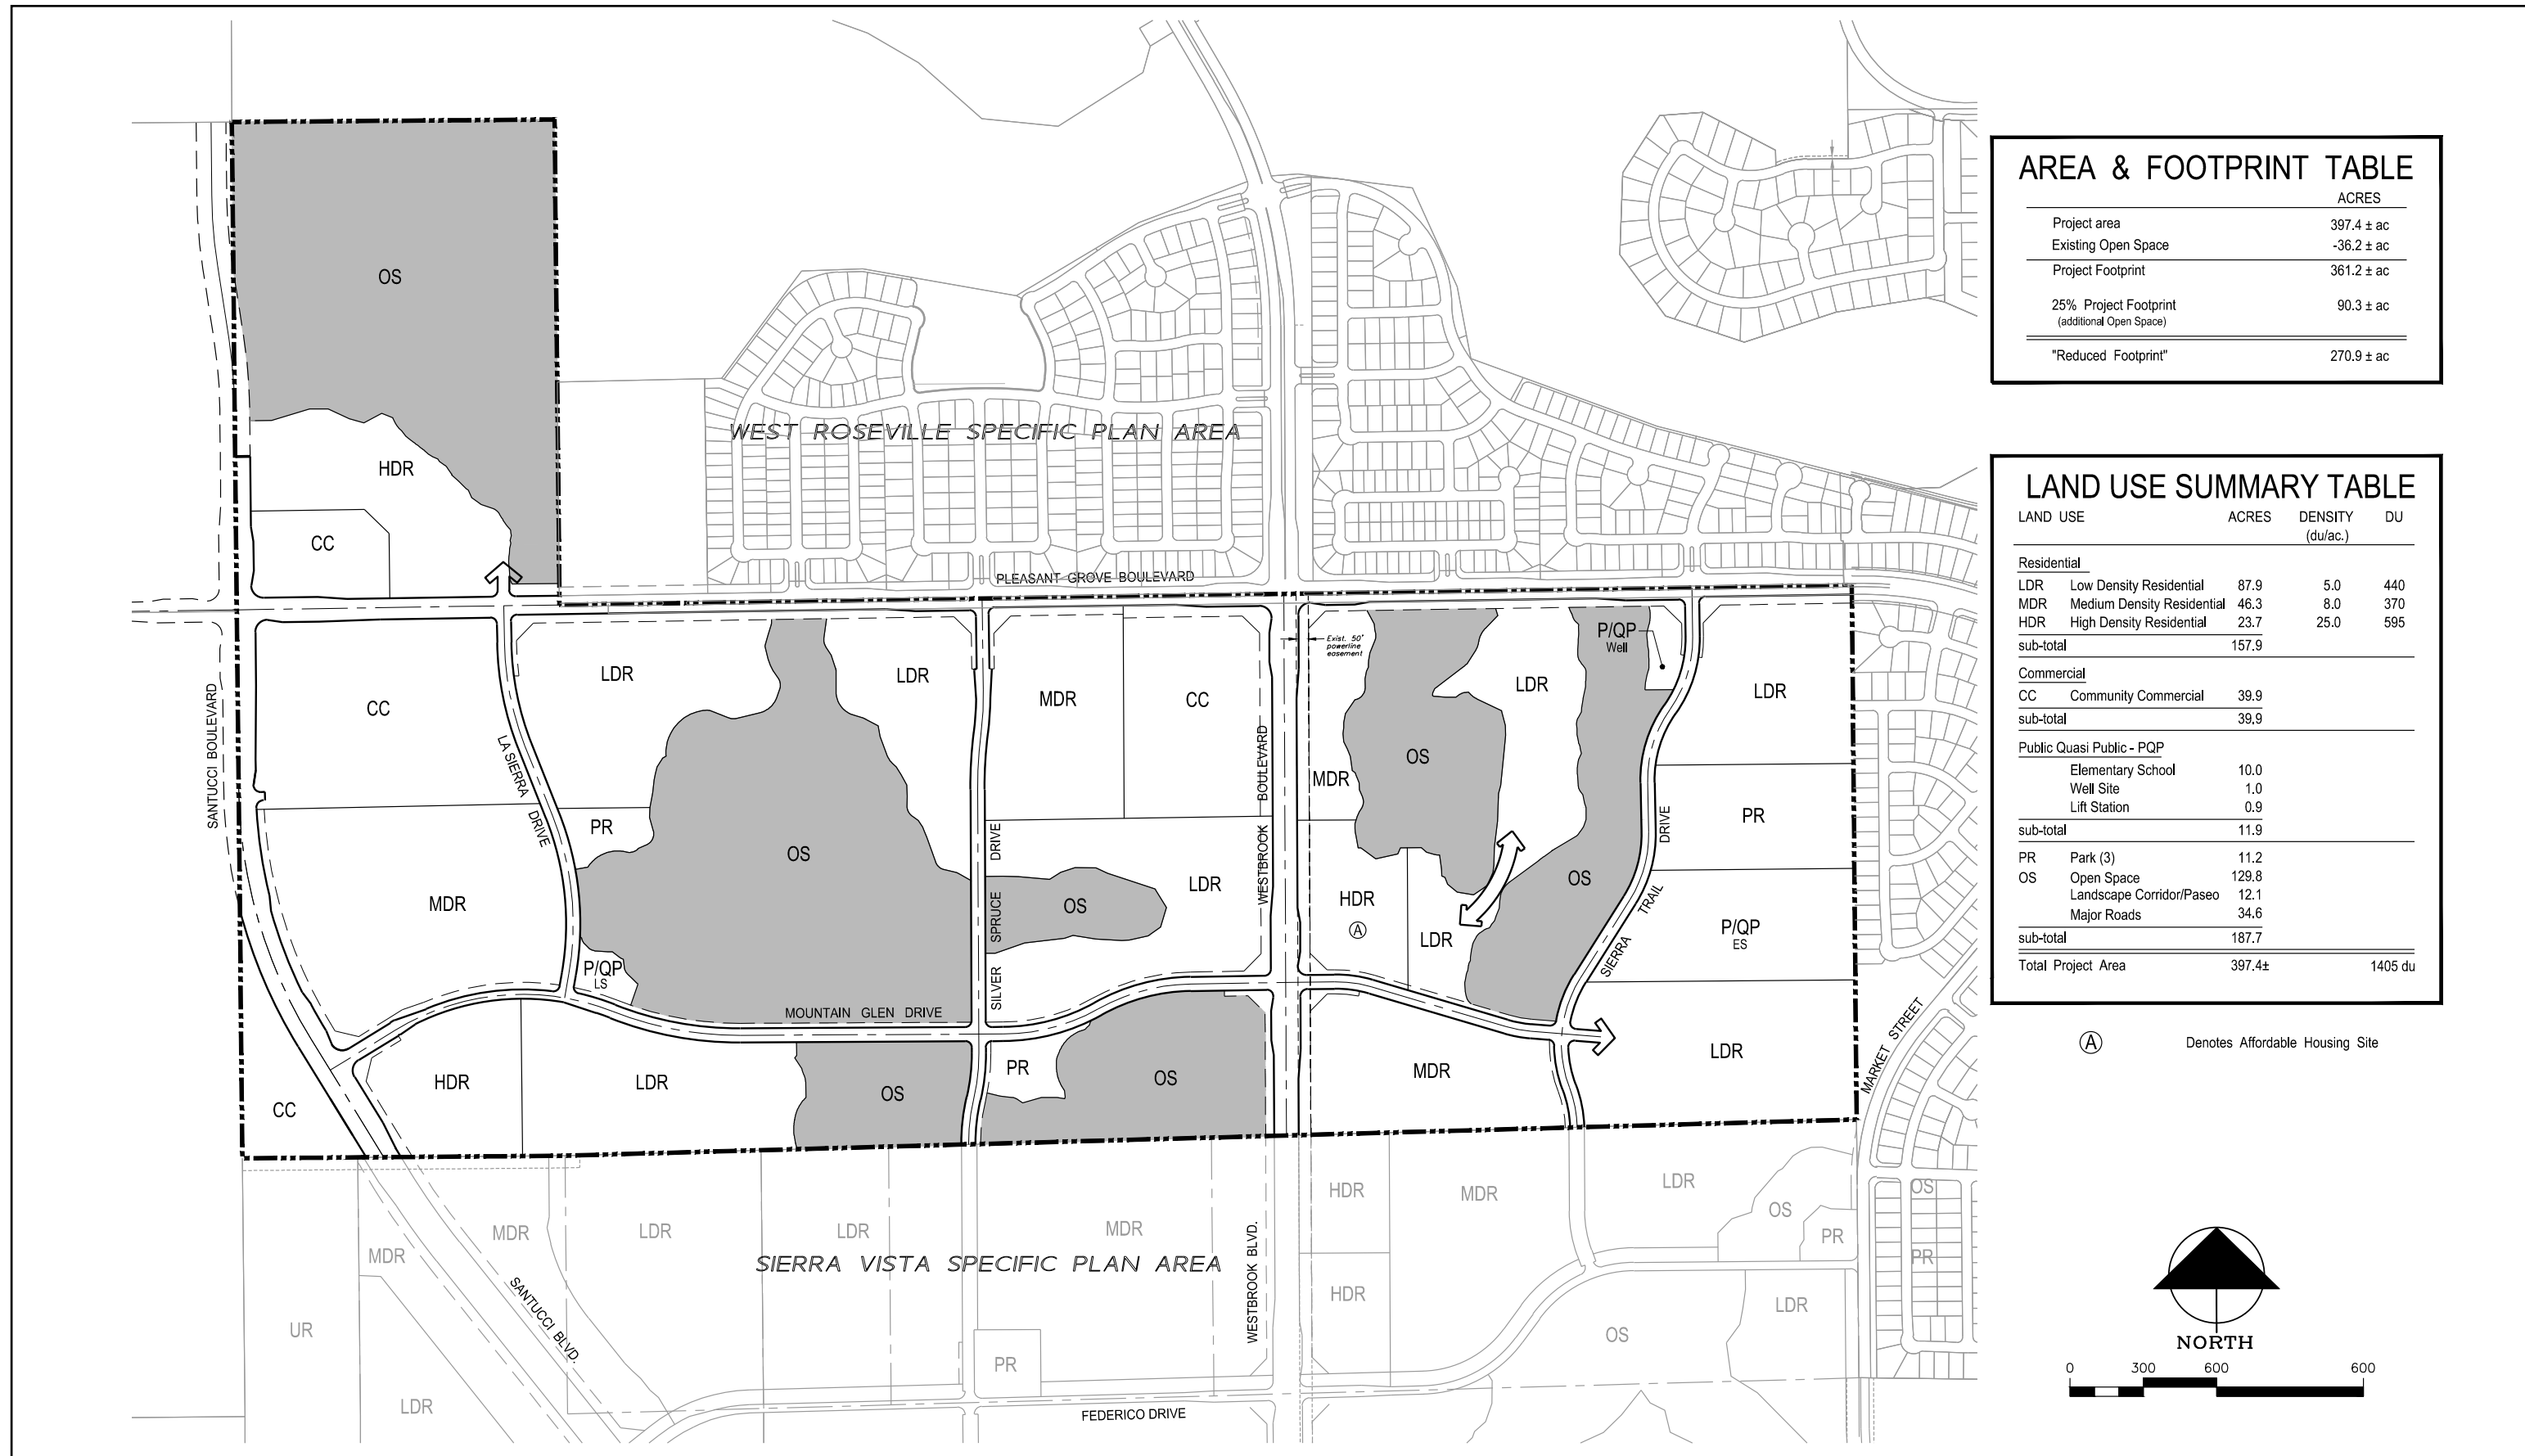 OS
HDR
CC
WEST ROSEVILLE SPECIFIC PLAN AREA
PLEASANT GROVE BOULEVARD
SANTUCCI BOULEVARD
CC
LA SIERRA DRIVE
LDR
LDR
MDR
CC
Exist. 50'
powerline
easement
P/QP
Well
LDR
LDR
OS
MDR
WESTBROOK BOULEVARD
PR
OS
PR
MDR
SILVER SPRUCE DRIVE
OS
LDR
HDR
Ⓐ
LDR
OS
SIERRA TRAIL DRIVE
P/QP
ES
P/QP
LS
MOUNTAIN GLEN DRIVE
HDR
LDR
OS
PR
OS
MDR
LDR
CC
MARKET STREET
MDR
MDR
LDR
LDR
MDR
HDR
MDR
LDR
OS
PR
OS
PR
SIERRA VISTA SPECIFIC PLAN AREA
SANTUCCI BLVD.
WESTBROOK BLVD.
UR
LDR
PR
HDR
OS
LDR
FEDERICO DRIVE
AREA & FOOTPRINT TABLE
ACRES
Project area 397.4 ± ac
Existing Open Space -36.2 ± ac
Project Footprint 361.2 ± ac
25% Project Footprint 90.3 ± ac
(additional Open Space)
"Reduced Footprint" 270.9 ± ac
LAND USE SUMMARY TABLE
LAND USE ACRES DENSITY DU
(du/ac.)
Residential
LDR Low Density Residential 87.9 5.0 440
MDR Medium Density Residential 46.3 8.0 370
HDR High Density Residential 23.7 25.0 595
sub-total 157.9
Commercial
CC Community Commercial 39.9
sub-total 39.9
Public Quasi Public - PQP
Elementary School 10.0
Well Site 1.0
Lift Station 0.9
sub-total 11.9
PR Park (3) 11.2
OS Open Space 129.8
Landscape Corridor/Paseo 12.1
Major Roads 34.6
sub-total 187.7
Total Project Area 397.4± 1405 du
Ⓐ Denotes Affordable Housing Site
NORTH
0 300 600 600